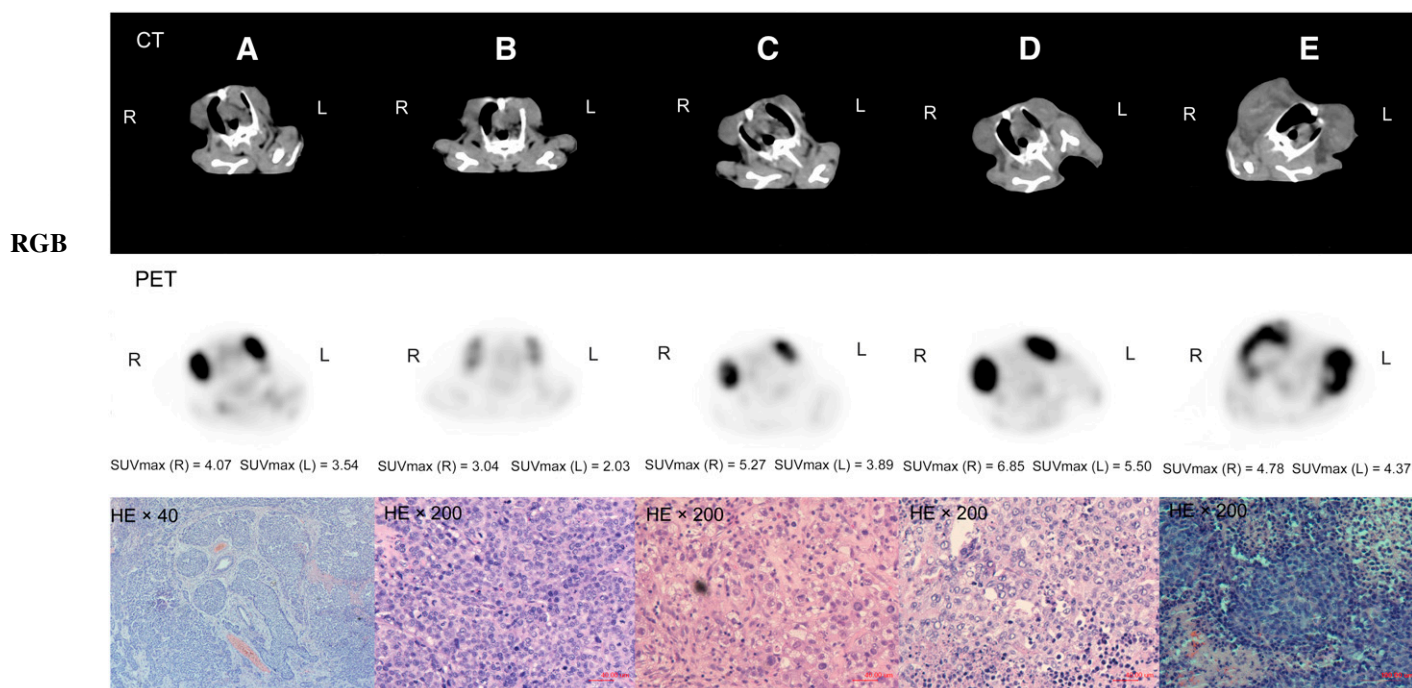 CT A B C D E
R L R L R L R L R L
RGB
PET
R L R L R L R L R L
SUVmax (R) = 4.07 SUVmax (L) = 3.54 SUVmax (R) = 3.04 SUVmax (L) = 2.03 SUVmax (R) = 5.27 SUVmax (L) = 3.89 SUVmax (R) = 6.85 SUVmax (L) = 5.50 SUVmax (R) = 4.78 SUVmax (L) = 4.37
HE × 40 HE × 200 HE × 200 HE × 200 HE × 200